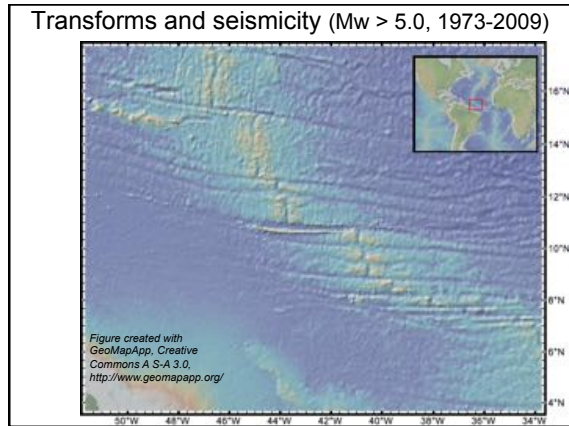 Transforms and seismicity (Mw > 5.0, 1973-2009)
16°N
14°N
12°N
10°N
8°N
6°N
4°N
Figure created with
GeoMapApp, Creative
Commons A S-A 3.0,
http://www.geomapapp.org/
50°W 48°W 46°W 44°W 42°W 40°W 38°W 36°W 34°W